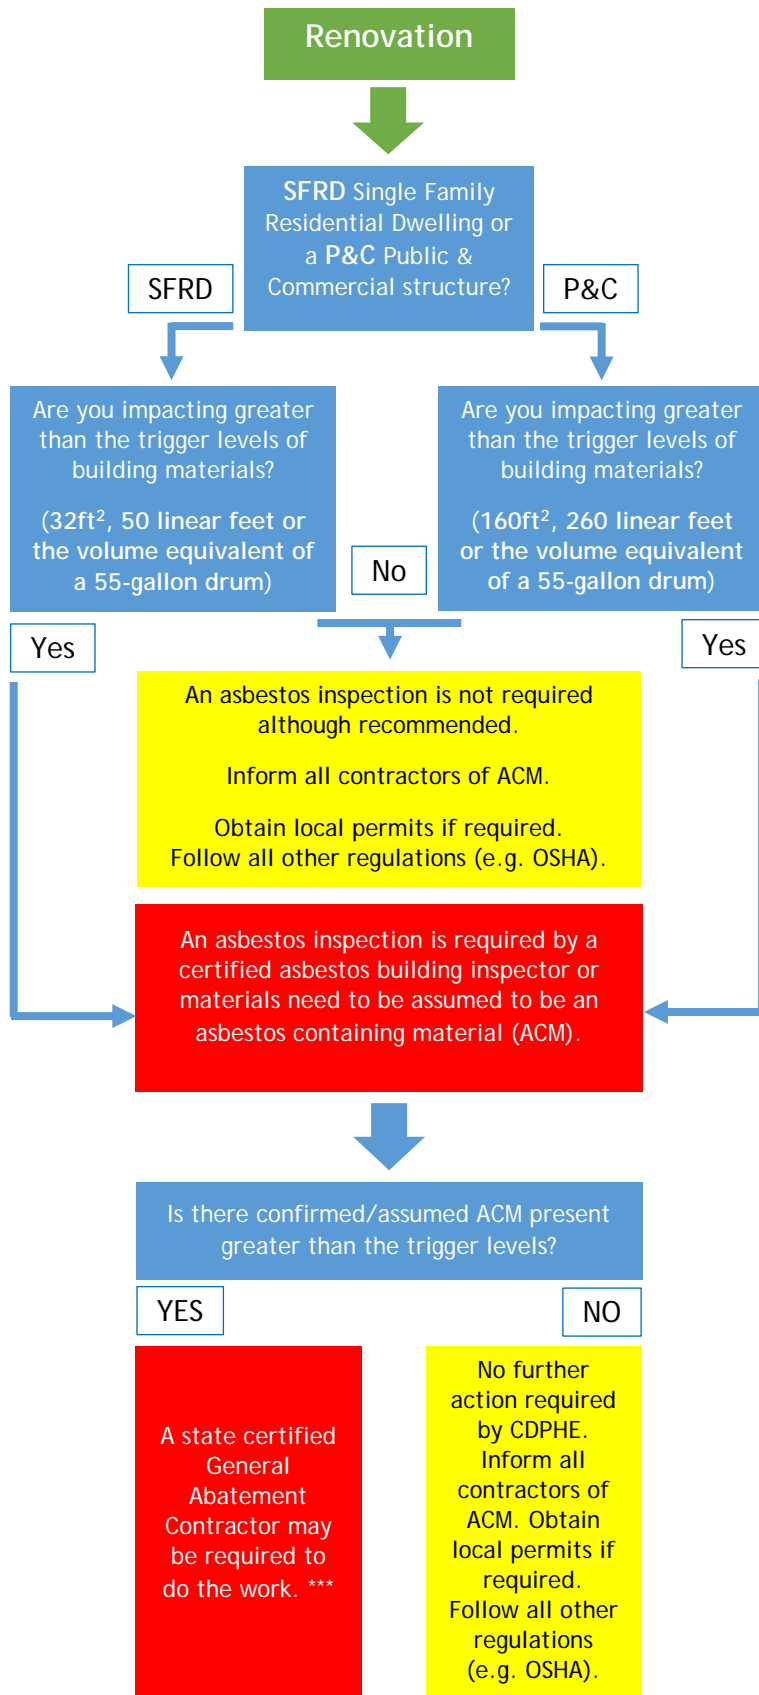 Renovation
SFRD Single Family
Residential Dwelling or
a P&C Public &
Commercial structure?
SFRD
P&C
Are you impacting greater
than the trigger levels of
building materials?
(32ft², 50 linear feet or
the volume equivalent of
a 55-gallon drum)
Are you impacting greater
than the trigger levels of
building materials?
(160ft², 260 linear feet
or the volume equivalent
of a 55-gallon drum)
No
Yes
Yes
An asbestos inspection is not required
although recommended.
Inform all contractors of ACM.
Obtain local permits if required.
Follow all other regulations (e.g. OSHA).
An asbestos inspection is required by a
certified asbestos building inspector or
materials need to be assumed to be an
asbestos containing material (ACM).
Is there confirmed/assumed ACM present
greater than the trigger levels?
YES
NO
A state certified
General
Abatement
Contractor may
be required to
do the work. ***
No further
action required
by CDPHE.
Inform all
contractors of
ACM. Obtain
local permits if
required.
Follow all other
regulations
(e.g. OSHA).